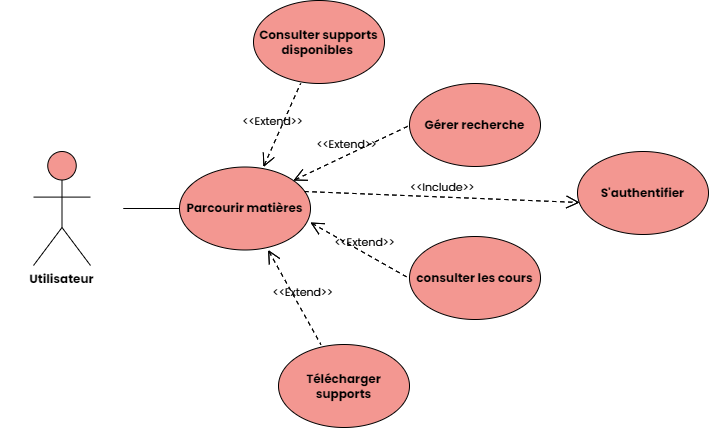 Consulter supports
disponibles
<<Extend>>
Gérer recherche
<<Extend>>
<<Include>>
S'authentifier
Parcourir matières
<<Extend>>
Utilisateur
consulter les cours
<<Extend>>
Télécharger
supports